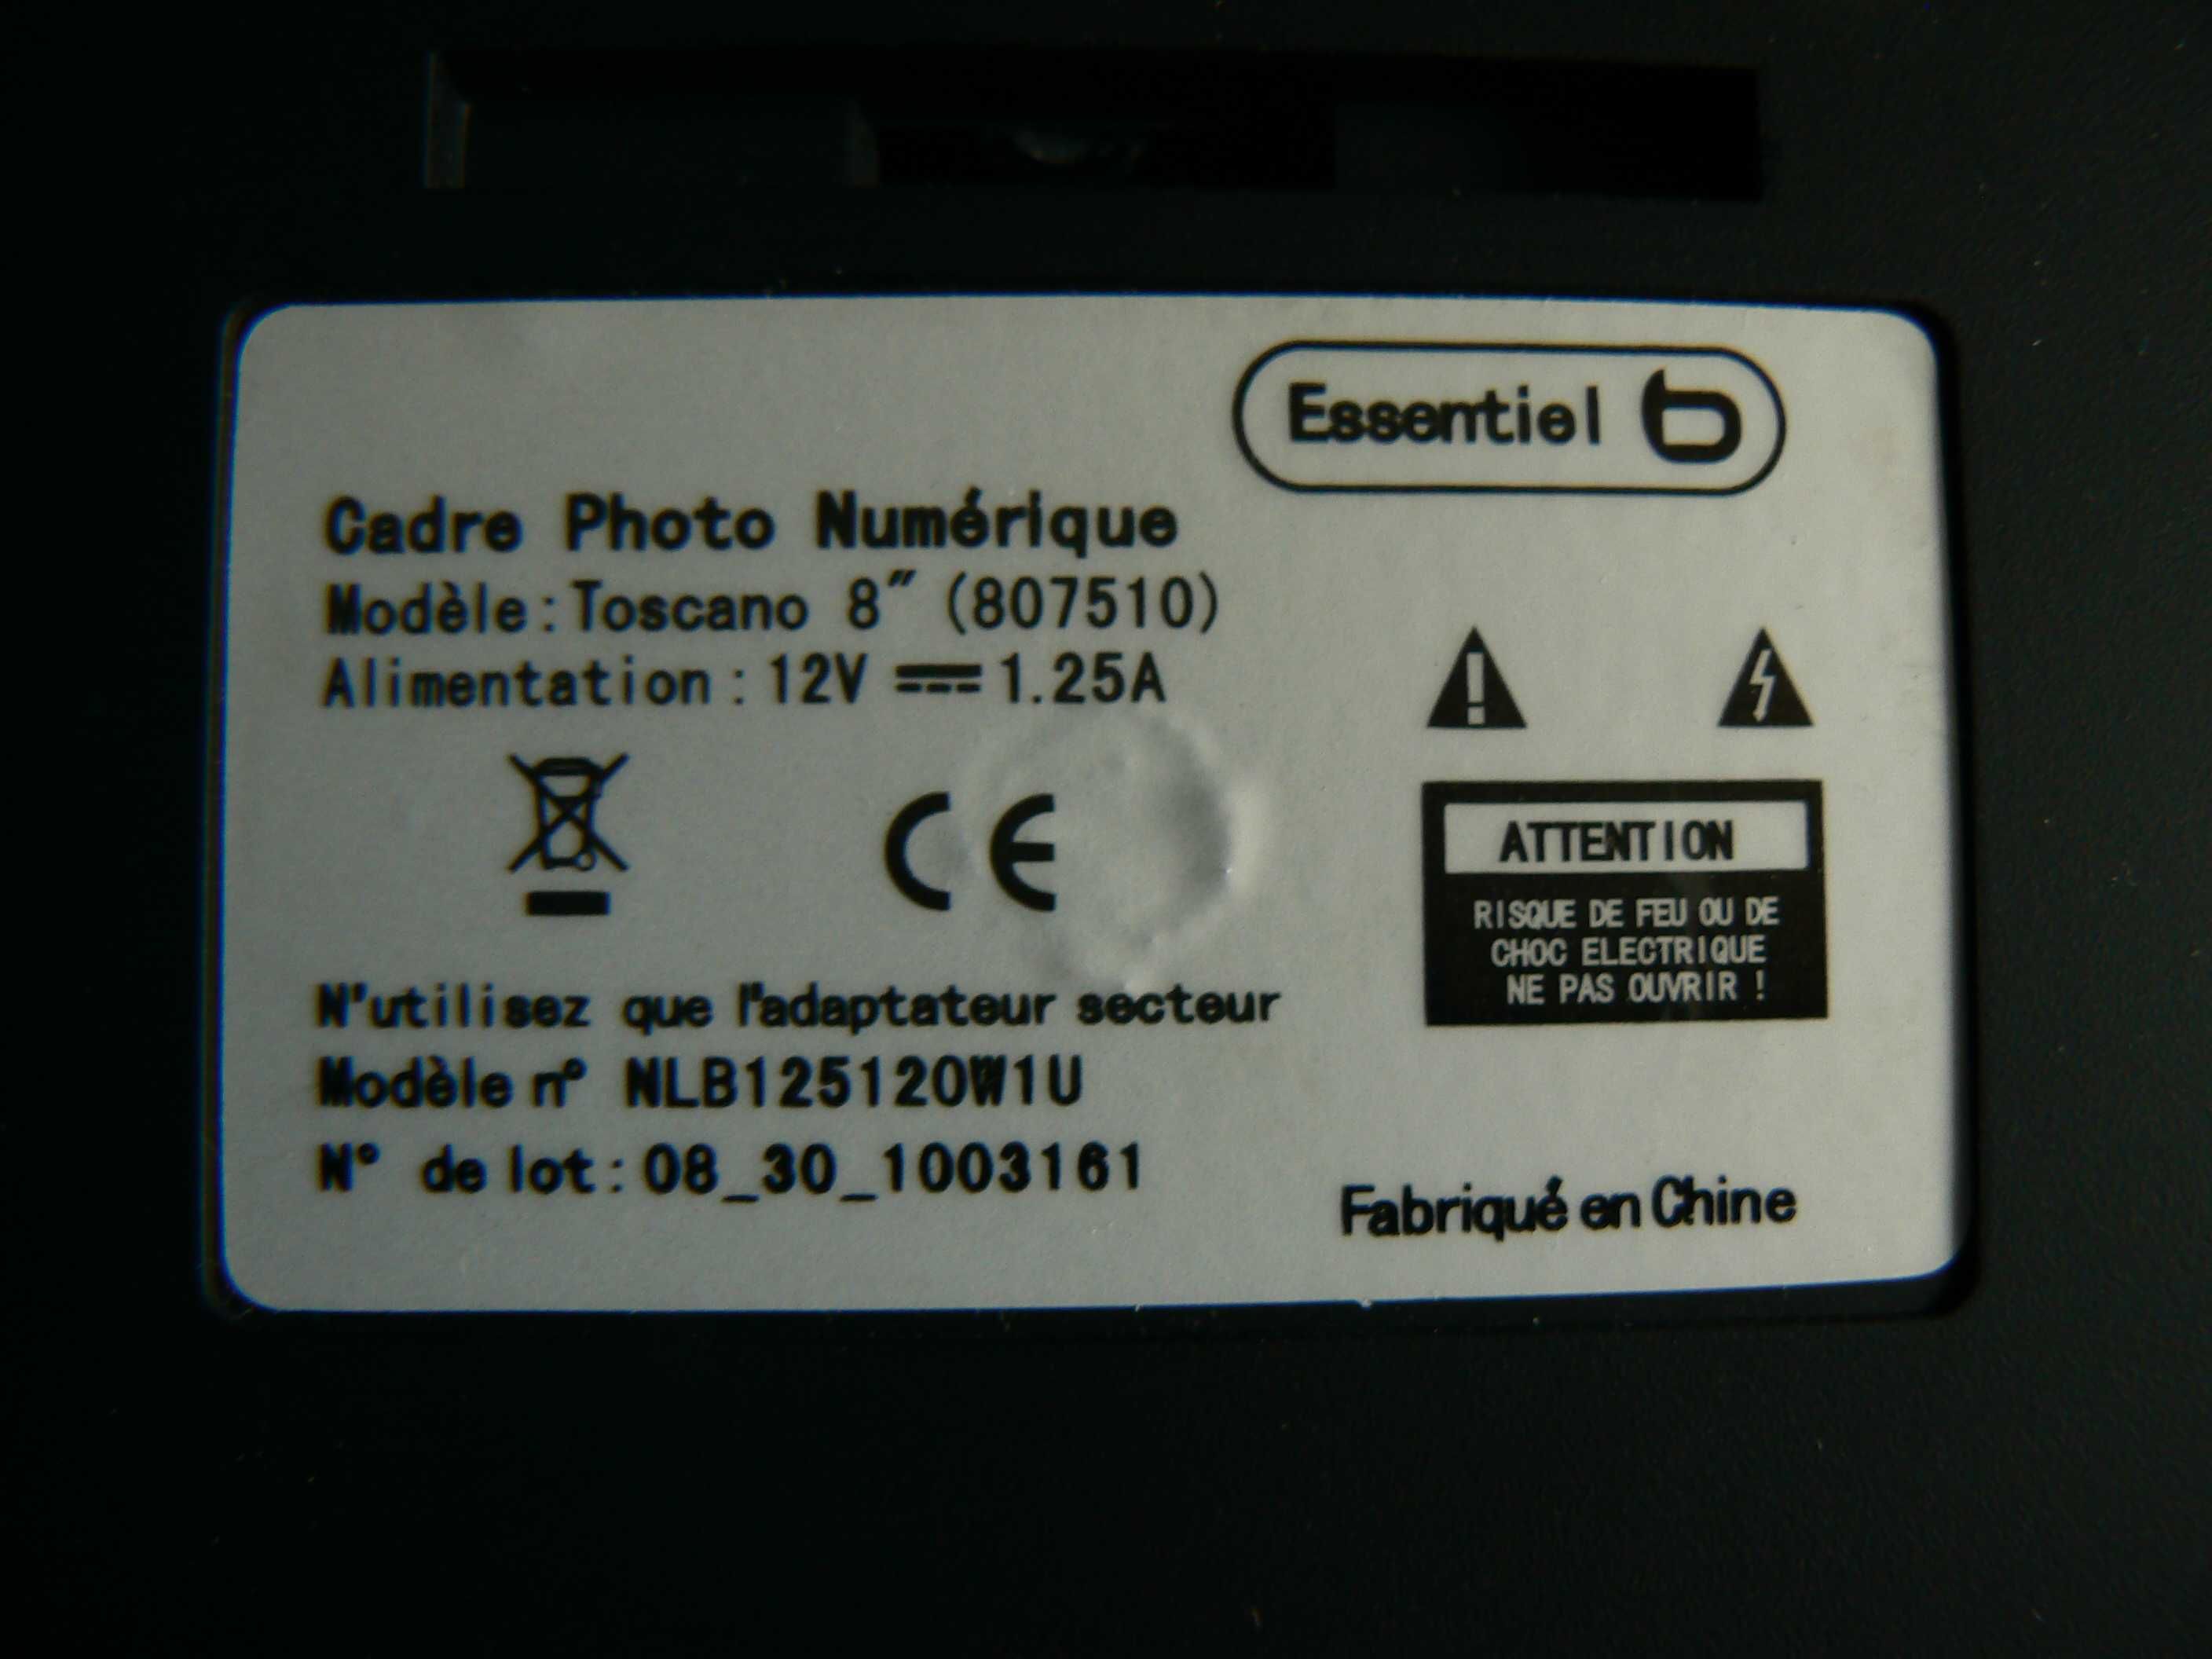 Essentiel b
Cadre Photo Numérique
Modèle:Toscano 8" (807510)
Alimentation : 12V ⎓ 1.25A
CE
ATTENTION
RISQUE DE FEU OU DE
CHOC ELECTRIQUE
NE PAS OUVRIR !
N'utilisez que l'adaptateur secteur
Modèle n° NLB125120W1U
N° de lot: 08_30_1003161
Fabriqué en Chine